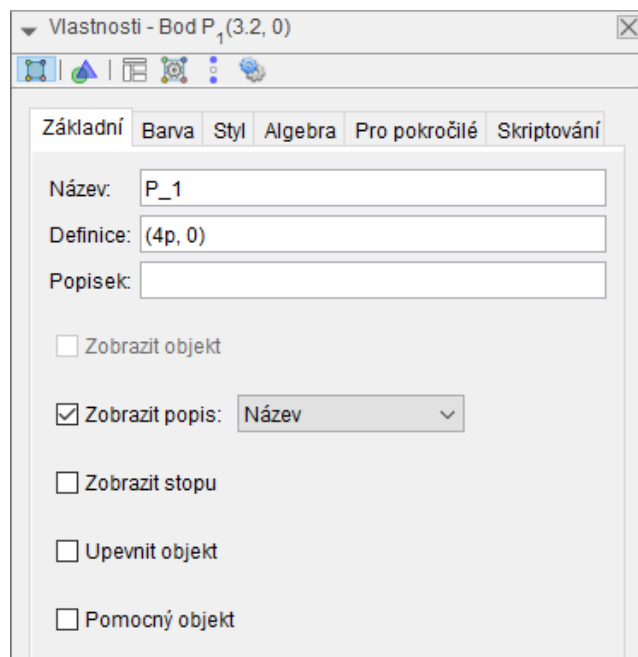 Vlastnosti - Bod P₁(3.2, 0)
Základní Barva Styl Algebra Pro pokročilé Skriptování
Název: P_1
Definice: (4p, 0)
Popisek:
Zobrazit objekt
Zobrazit popis: Název
Zobrazit stopu
Upevnit objekt
Pomocný objekt